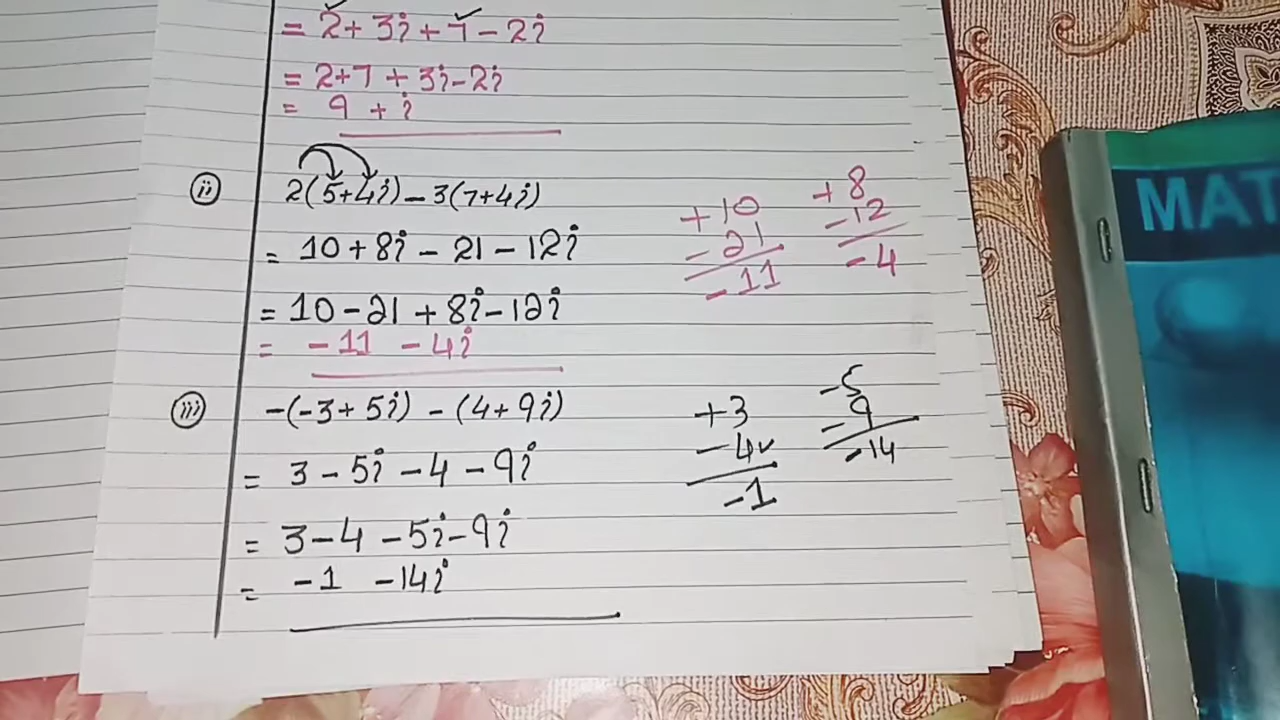 = 2 + 3i + 7 - 2i
= 2+7 + 3i-2i
= 9 + i
(ii) 2(5+4i) - 3(7+4i)
= 10 + 8i - 21 - 12i
= 10 - 21 + 8i - 12i
= -11 - 4i
+10
- 21
- 11
+ 8
- 12
- 4
(iii) -(-3 + 5i) - (4 + 9i)
= 3 - 5i - 4 - 9i
= 3 - 4 - 5i - 9i
= -1 - 14i
+3
- 4
- 1
- 5
- 9
- 14
MAT